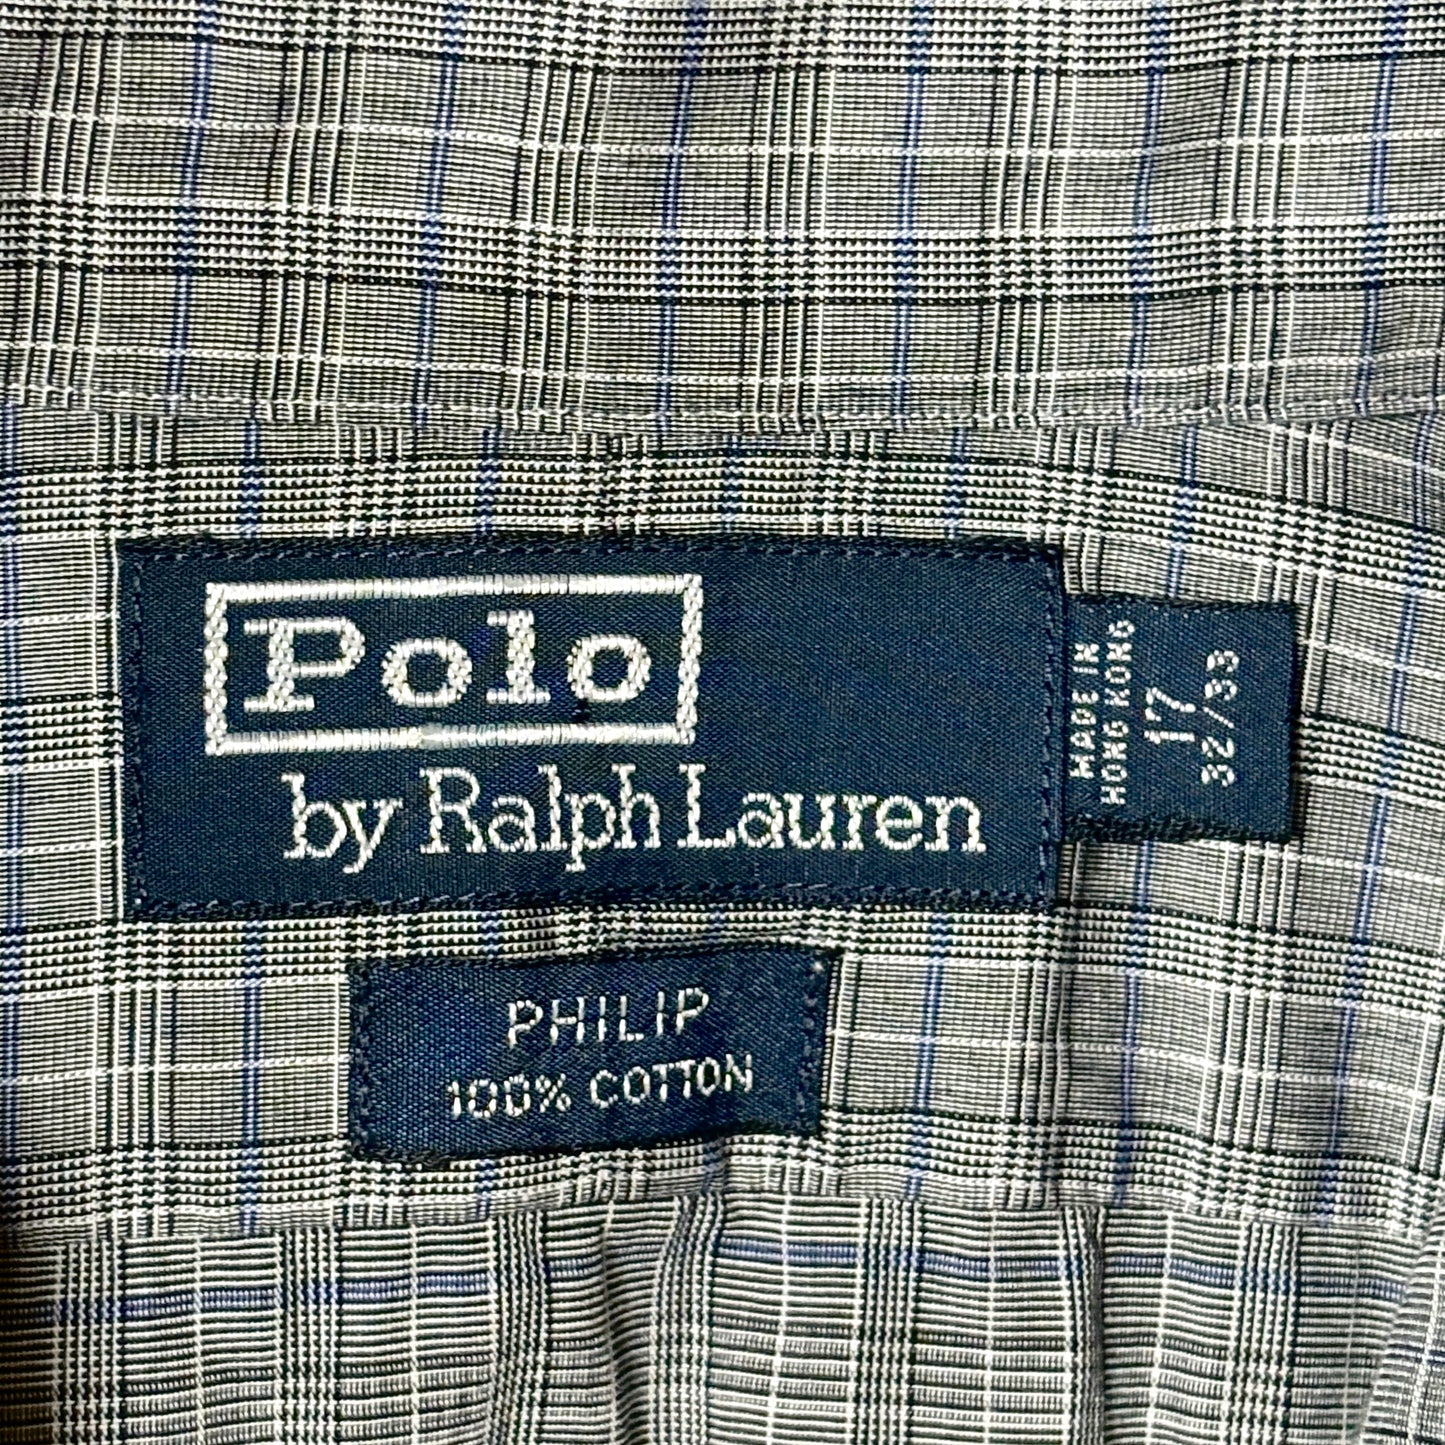 Polo
by Ralph Lauren
MADE IN
HONG KONG
17
32/33
PHILIP
100% COTTON